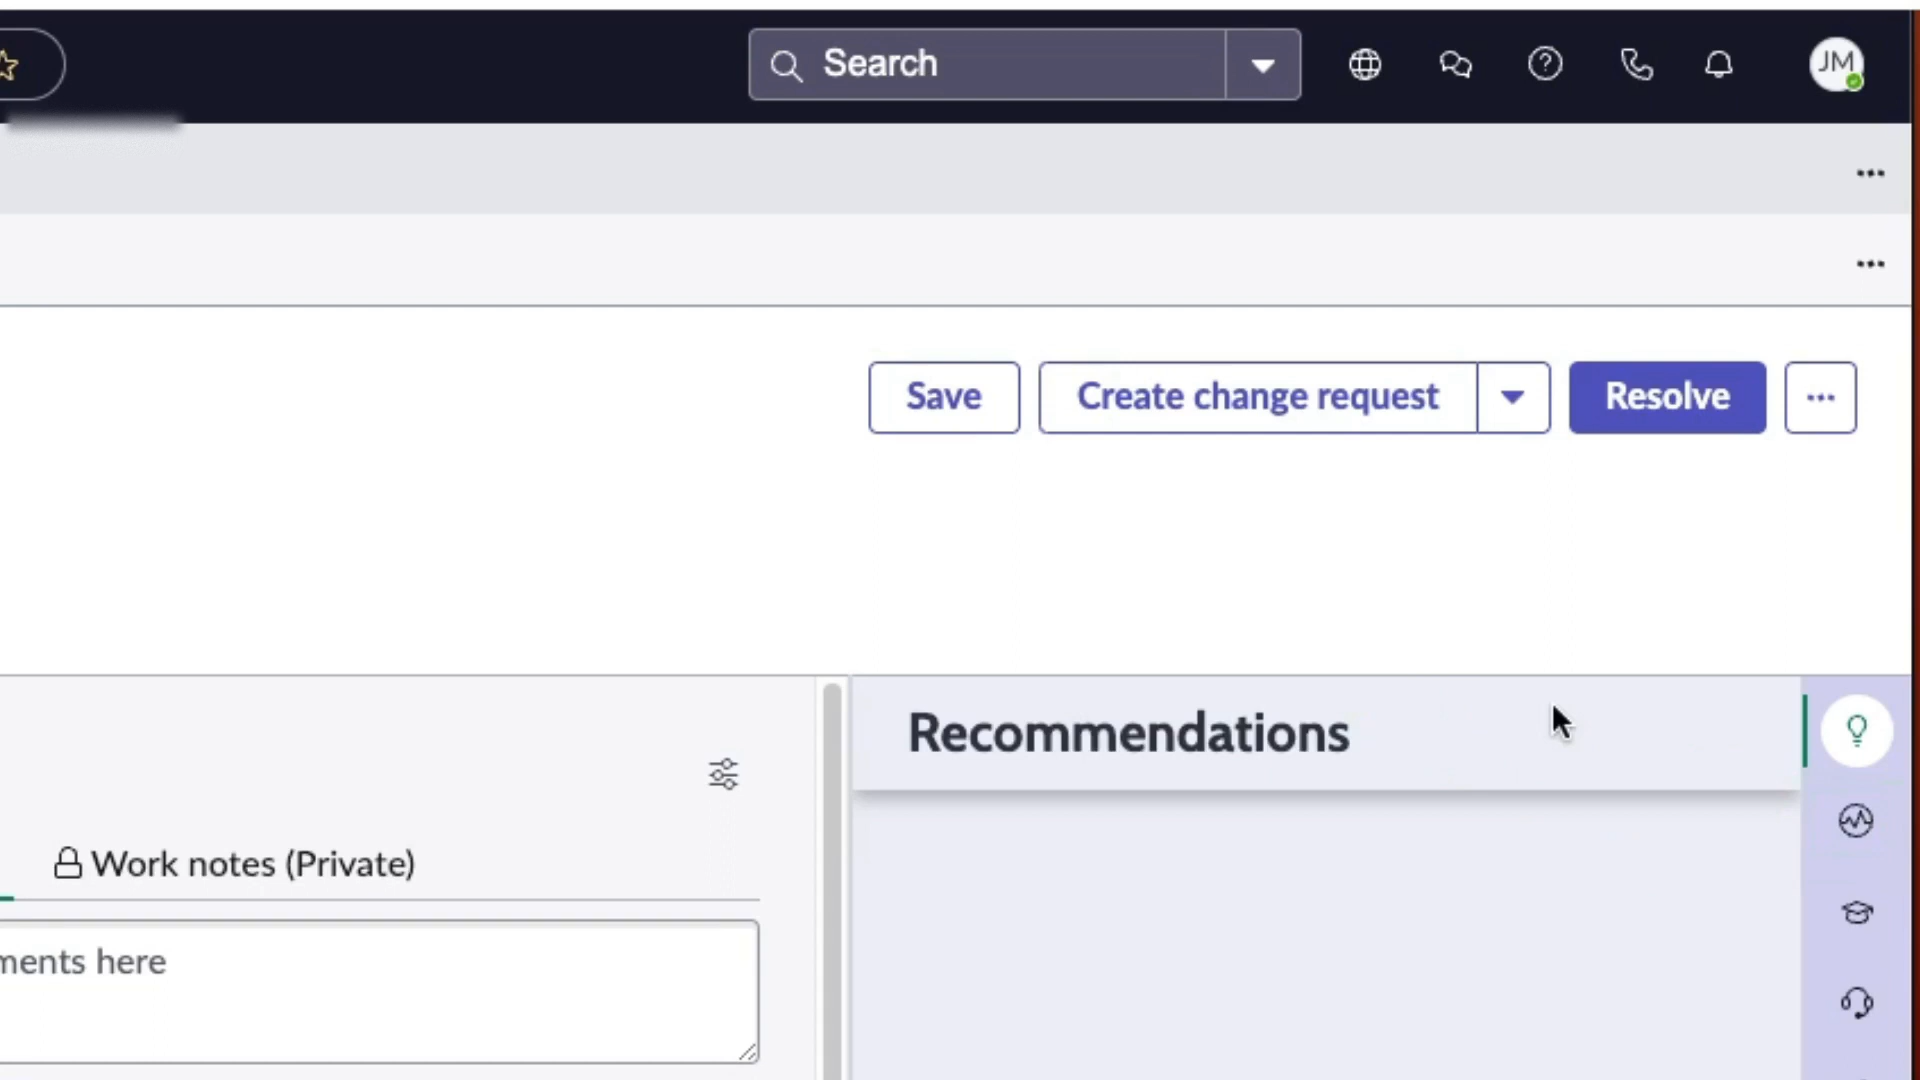 Search
JM
Save
Create change request
Resolve
Recommendations
Work notes (Private)
ments here